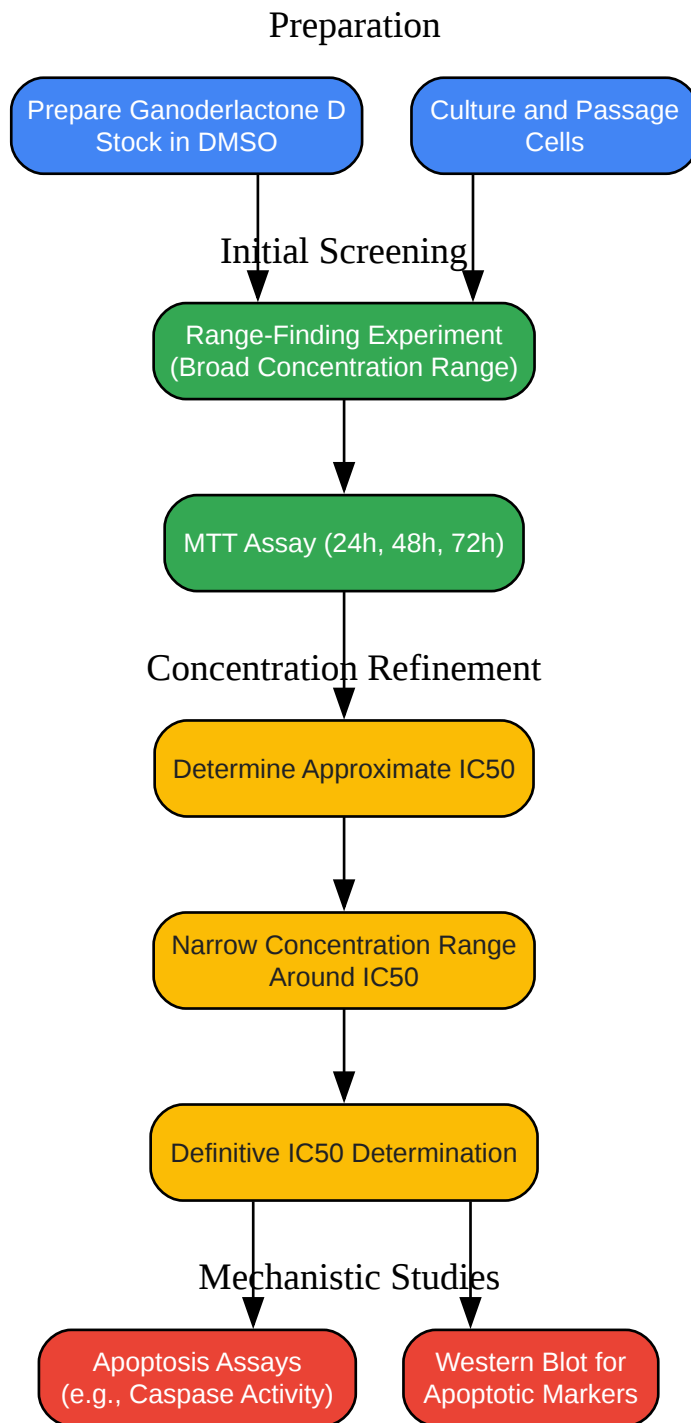 Preparation
Prepare Ganoderlactone D
Stock in DMSO
Culture and Passage
Cells
Initial Screening
Range-Finding Experiment
(Broad Concentration Range)
MTT Assay (24h, 48h, 72h)
Concentration Refinement
Determine Approximate IC50
Narrow Concentration Range
Around IC50
Definitive IC50 Determination
Mechanistic Studies
Apoptosis Assays
(e.g., Caspase Activity)
Western Blot for
Apoptotic Markers